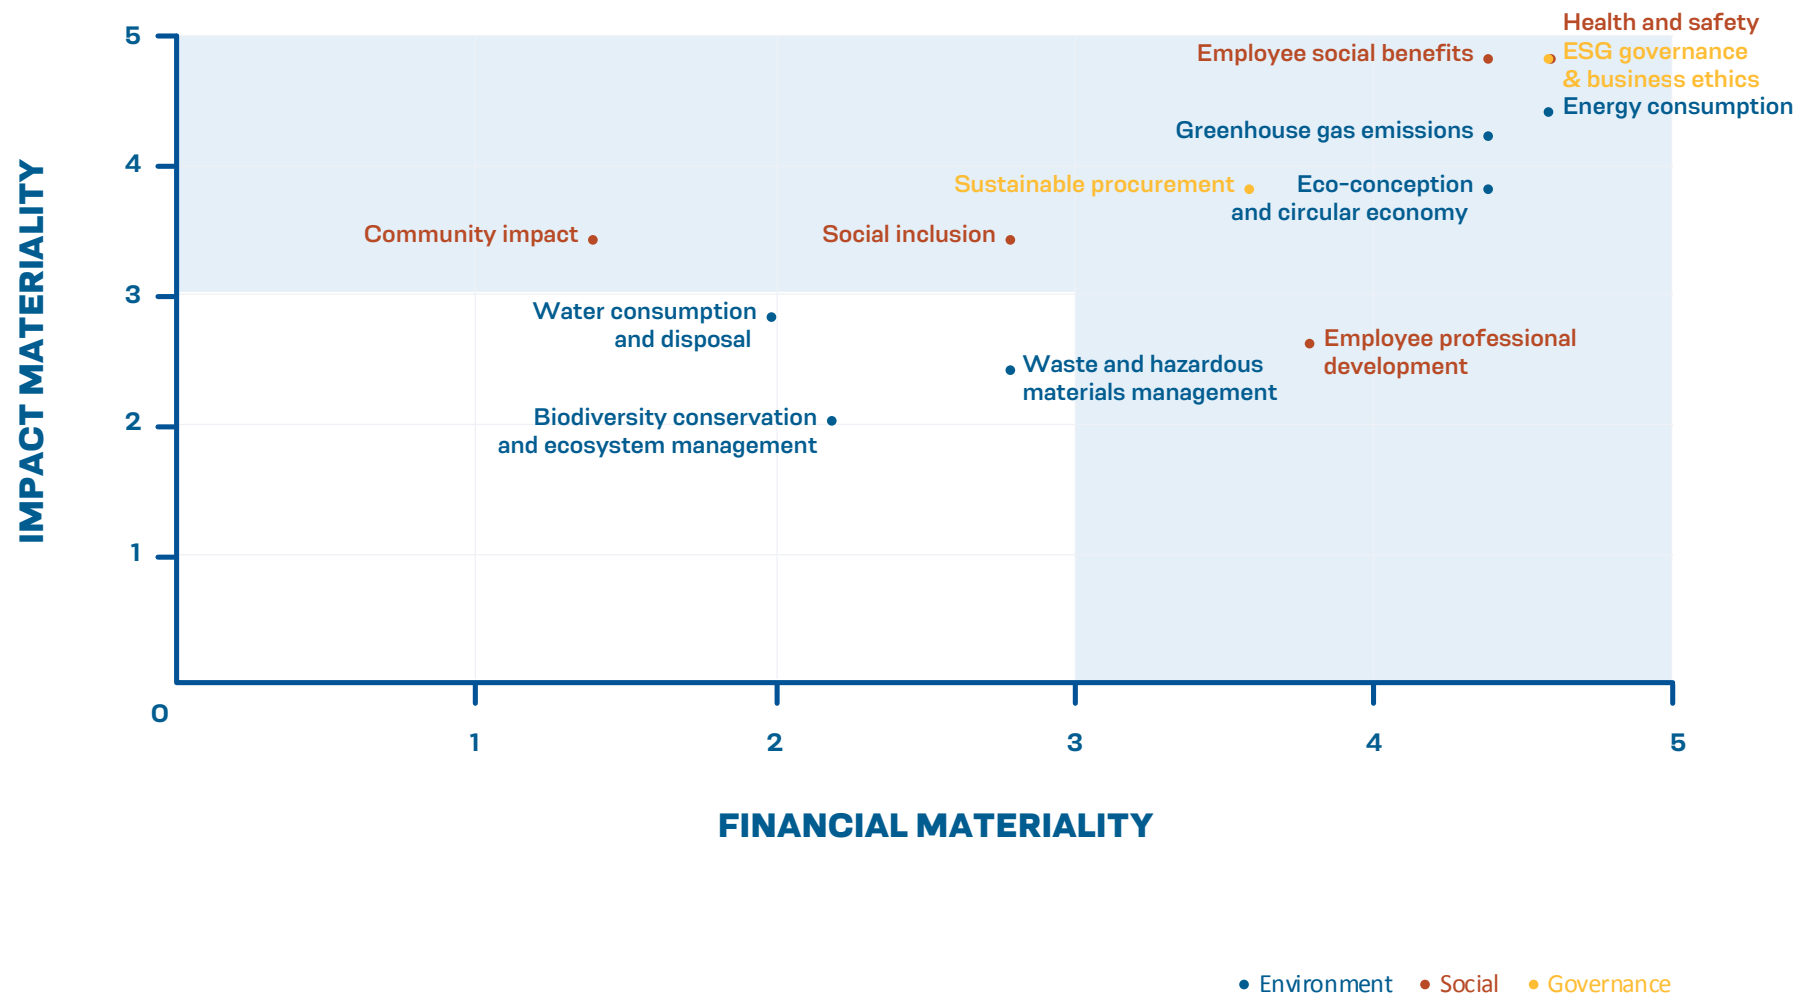 Health and safety
5
Employee social benefits
ESG governance
& business ethics
Energy consumption
Greenhouse gas emissions
4
Sustainable procurement
Eco-conception
and circular economy
Community impact
Social inclusion
3
Water consumption
and disposal
Employee professional
development
Waste and hazardous
materials management
2
Biodiversity conservation
and ecosystem management
1
IMPACT MATERIALITY
0
1
2
3
4
5
FINANCIAL MATERIALITY
Environment
Social
Governance